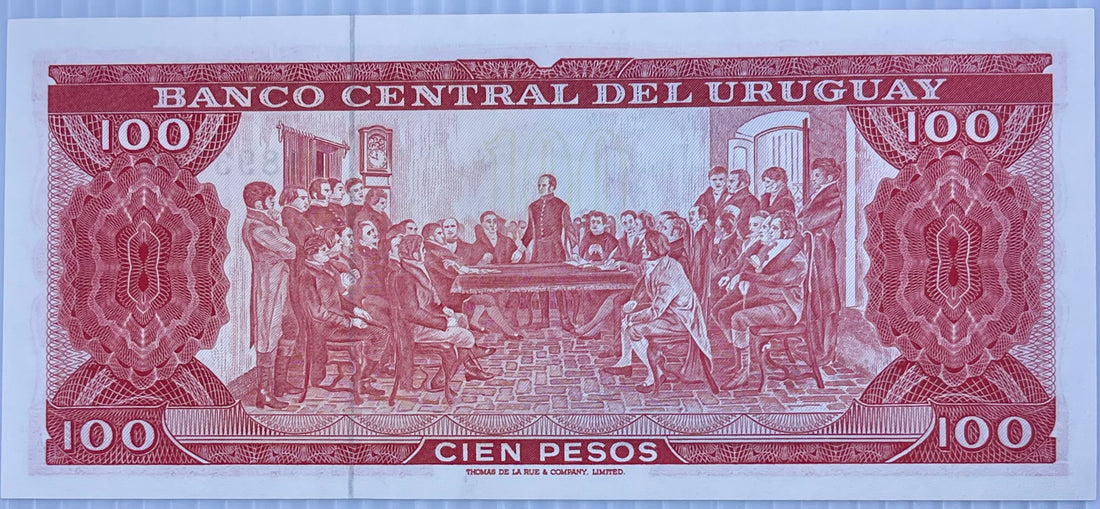 BANCO CENTRAL DEL URUGUAY
100 100
100 100
CIEN PESOS
THOMAS DE LA RUE & COMPANY, LIMITED.